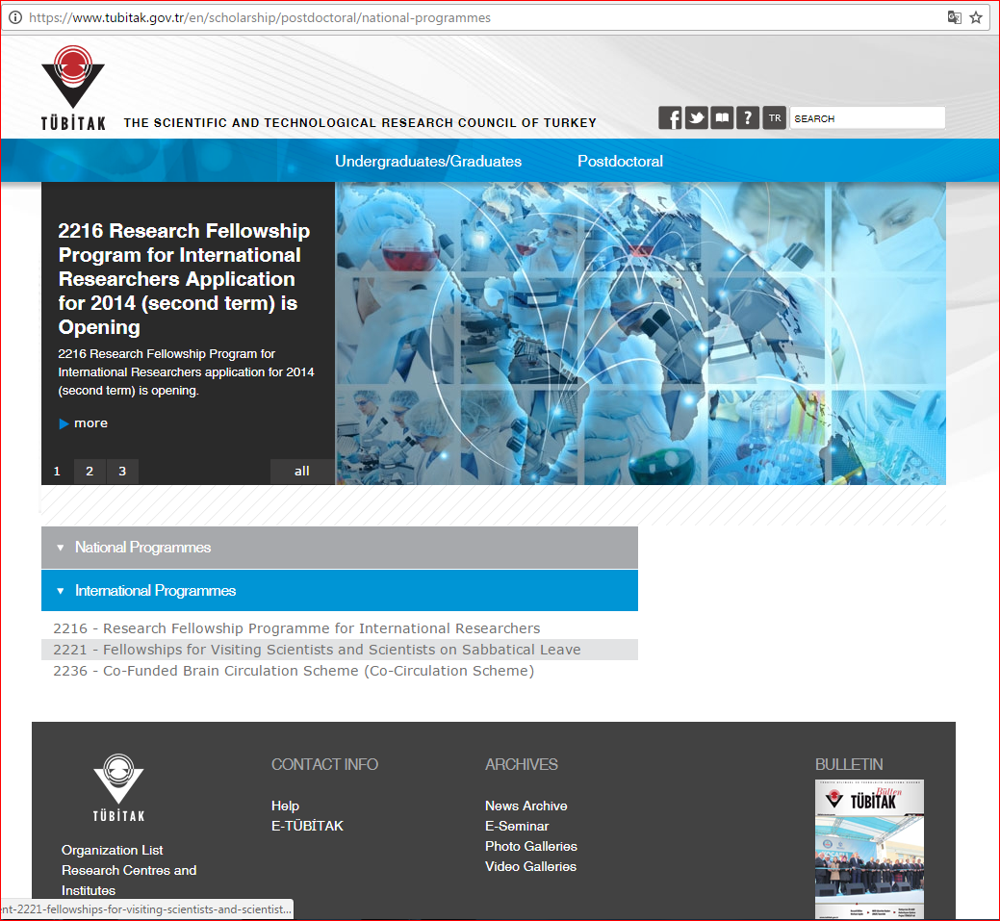 https://www.tubitak.gov.tr/en/scholarship/postdoctoral/national-programmes
TÜBİTAK
THE SCIENTIFIC AND TECHNOLOGICAL RESEARCH COUNCIL OF TURKEY
TR
SEARCH
Undergraduates/Graduates
Postdoctoral
2216 Research Fellowship
Program for International
Researchers Application
for 2014 (second term) is
Opening
2216 Research Fellowship Program for
International Researchers application for 2014
(second term) is opening.
more
1 2 3 all
National Programmes
International Programmes
2216 - Research Fellowship Programme for International Researchers
2221 - Fellowships for Visiting Scientists and Scientists on Sabbatical Leave
2236 - Co-Funded Brain Circulation Scheme (Co-Circulation Scheme)
TÜBİTAK
Organization List
Research Centres and
Institutes
CONTACT INFO
Help
E-TÜBİTAK
ARCHIVES
News Archive
E-Seminar
Photo Galleries
Video Galleries
BULLETIN
Bülten
TÜBİTAK
nt-2221-fellowships-for-visiting-scientists-and-scientist...